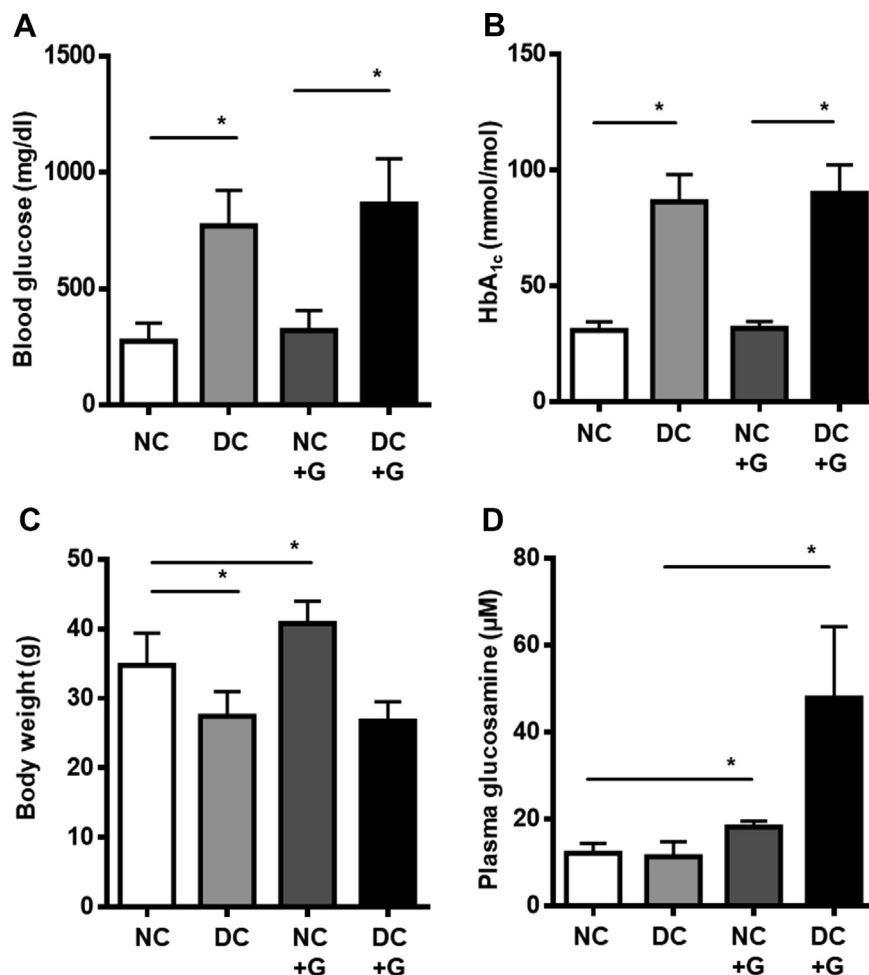 A
Blood glucose (mg/dl)
1500
1000
500
0
*
*
NC
DC
NC
+G
DC
+G
B
HbA1c (mmol/mol)
150
100
50
0
*
*
NC
DC
NC
+G
DC
+G
C
Body weight (g)
50
40
30
20
10
0
*
*
NC
DC
NC
+G
DC
+G
D
Plasma glucosamine (µM)
80
60
40
20
0
*
*
NC
DC
NC
+G
DC
+G